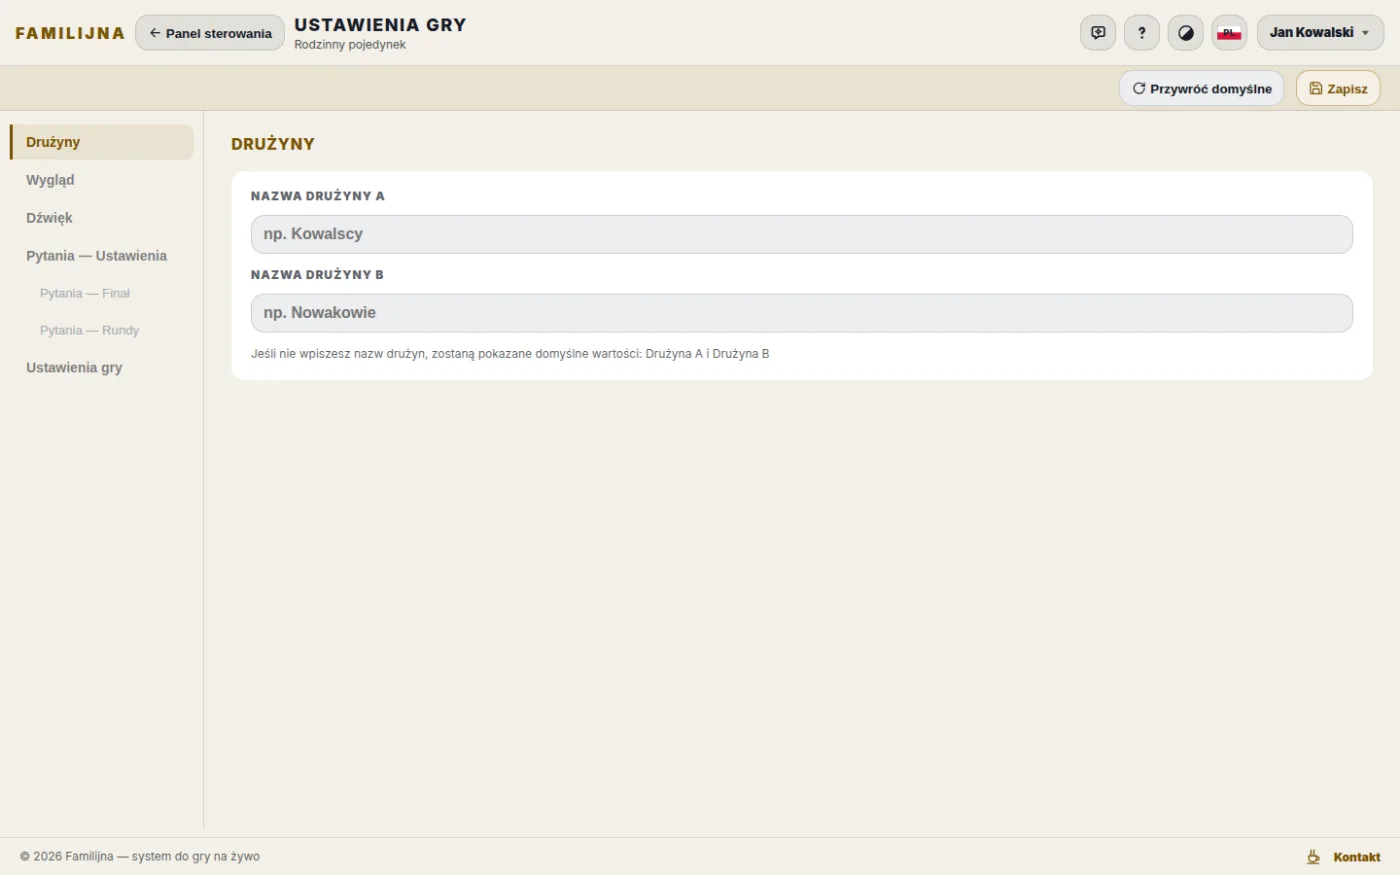 FAMILIJNA
← Panel sterowania
USTAWIENIA GRY
Rodzinny pojedynek
?
PL
Jan Kowalski
Przywróć domyślne
Zapisz
Drużyny
Wygląd
Dźwięk
Pytania — Ustawienia
Pytania — Finał
Pytania — Rundy
Ustawienia gry
DRUŻYNY
NAZWA DRUŻYNY A
np. Kowalscy
NAZWA DRUŻYNY B
np. Nowakowie
Jeśli nie wpiszesz nazw drużyn, zostaną pokazane domyślne wartości: Drużyna A i Drużyna B
© 2026 Familijna — system do gry na żywo
Kontakt